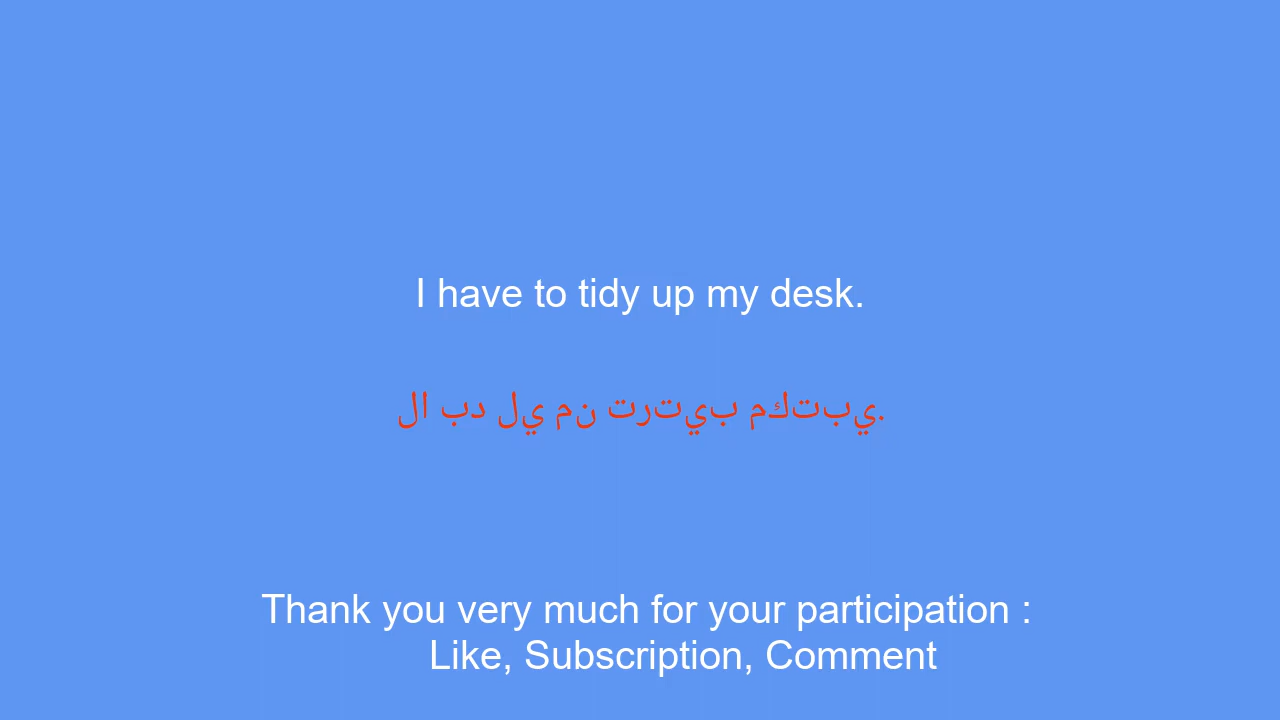 I have to tidy up my desk.
لا بد لي من ترتيب مكتبي.
Thank you very much for your participation :
Like, Subscription, Comment